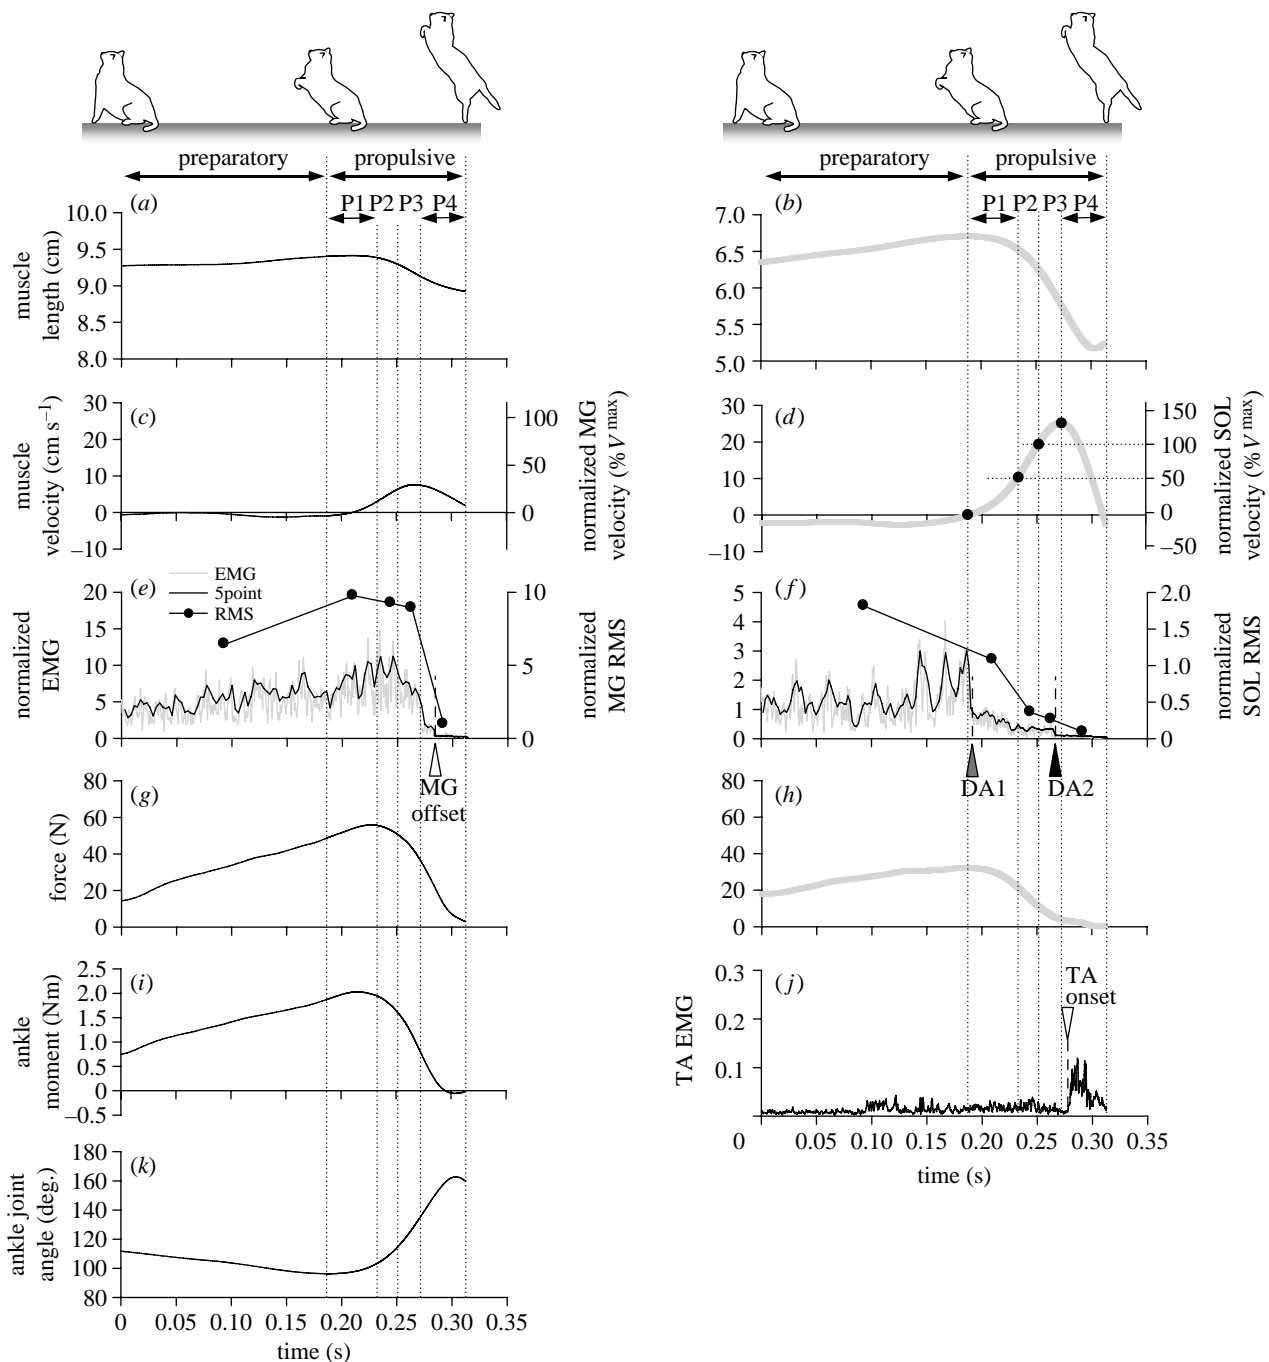 preparatory propulsive
P1 P2 P3 P4
(a)
10.0
9.5
9.0
8.5
8.0
muscle
length (cm)
(c)
30
20
10
0
–10
muscle
velocity (cm s–1)
100
50
0
normalized MG
velocity (%Vmax)
(e)
EMG
5point
RMS
20
15
10
5
0
normalized
EMG
10
5
0
normalized
MG RMS
MG
offset
(g)
80
60
40
20
0
force (N)
(i)
2.5
2.0
1.5
1.0
0.5
0
–0.5
ankle
moment (Nm)
(k)
160
140
120
100
80
ankle joint
angle (deg.)
0 0.05 0.10 0.15 0.20 0.25 0.30 0.35
time (s)
preparatory propulsive
P1 P2 P3 P4
(b)
7.0
6.5
6.0
5.5
5.0
(d)
30
20
10
0
–10
150
100
50
0
–50
normalized SOL
velocity (%Vmax)
(f)
5
4
3
2
1
0
2.0
1.5
1.0
0.5
0
normalized
SOL RMS
DA1 DA2
(h)
80
60
40
20
0
(j)
TA
onset
0.3
0.2
0.1
TA EMG
0 0.05 0.10 0.15 0.20 0.25 0.30 0.35
time (s)